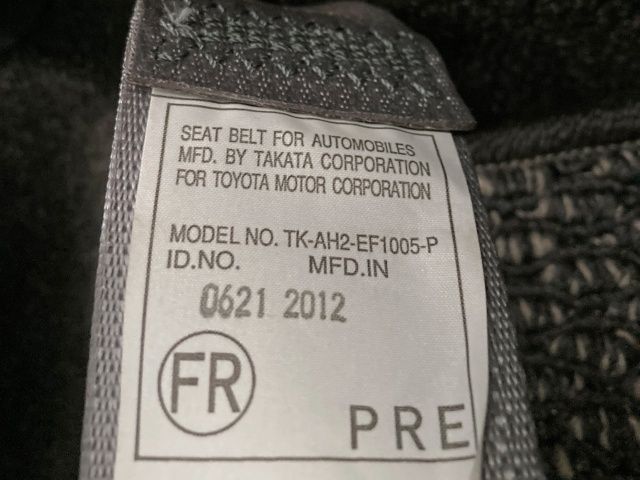 SEAT BELT FOR AUTOMOBILES
MFD. BY TAKATA CORPORATION
FOR TOYOTA MOTOR CORPORATION
MODEL NO. TK-AH2-EF1005-P
ID.NO. MFD.IN
0621 2012
FR
PRE